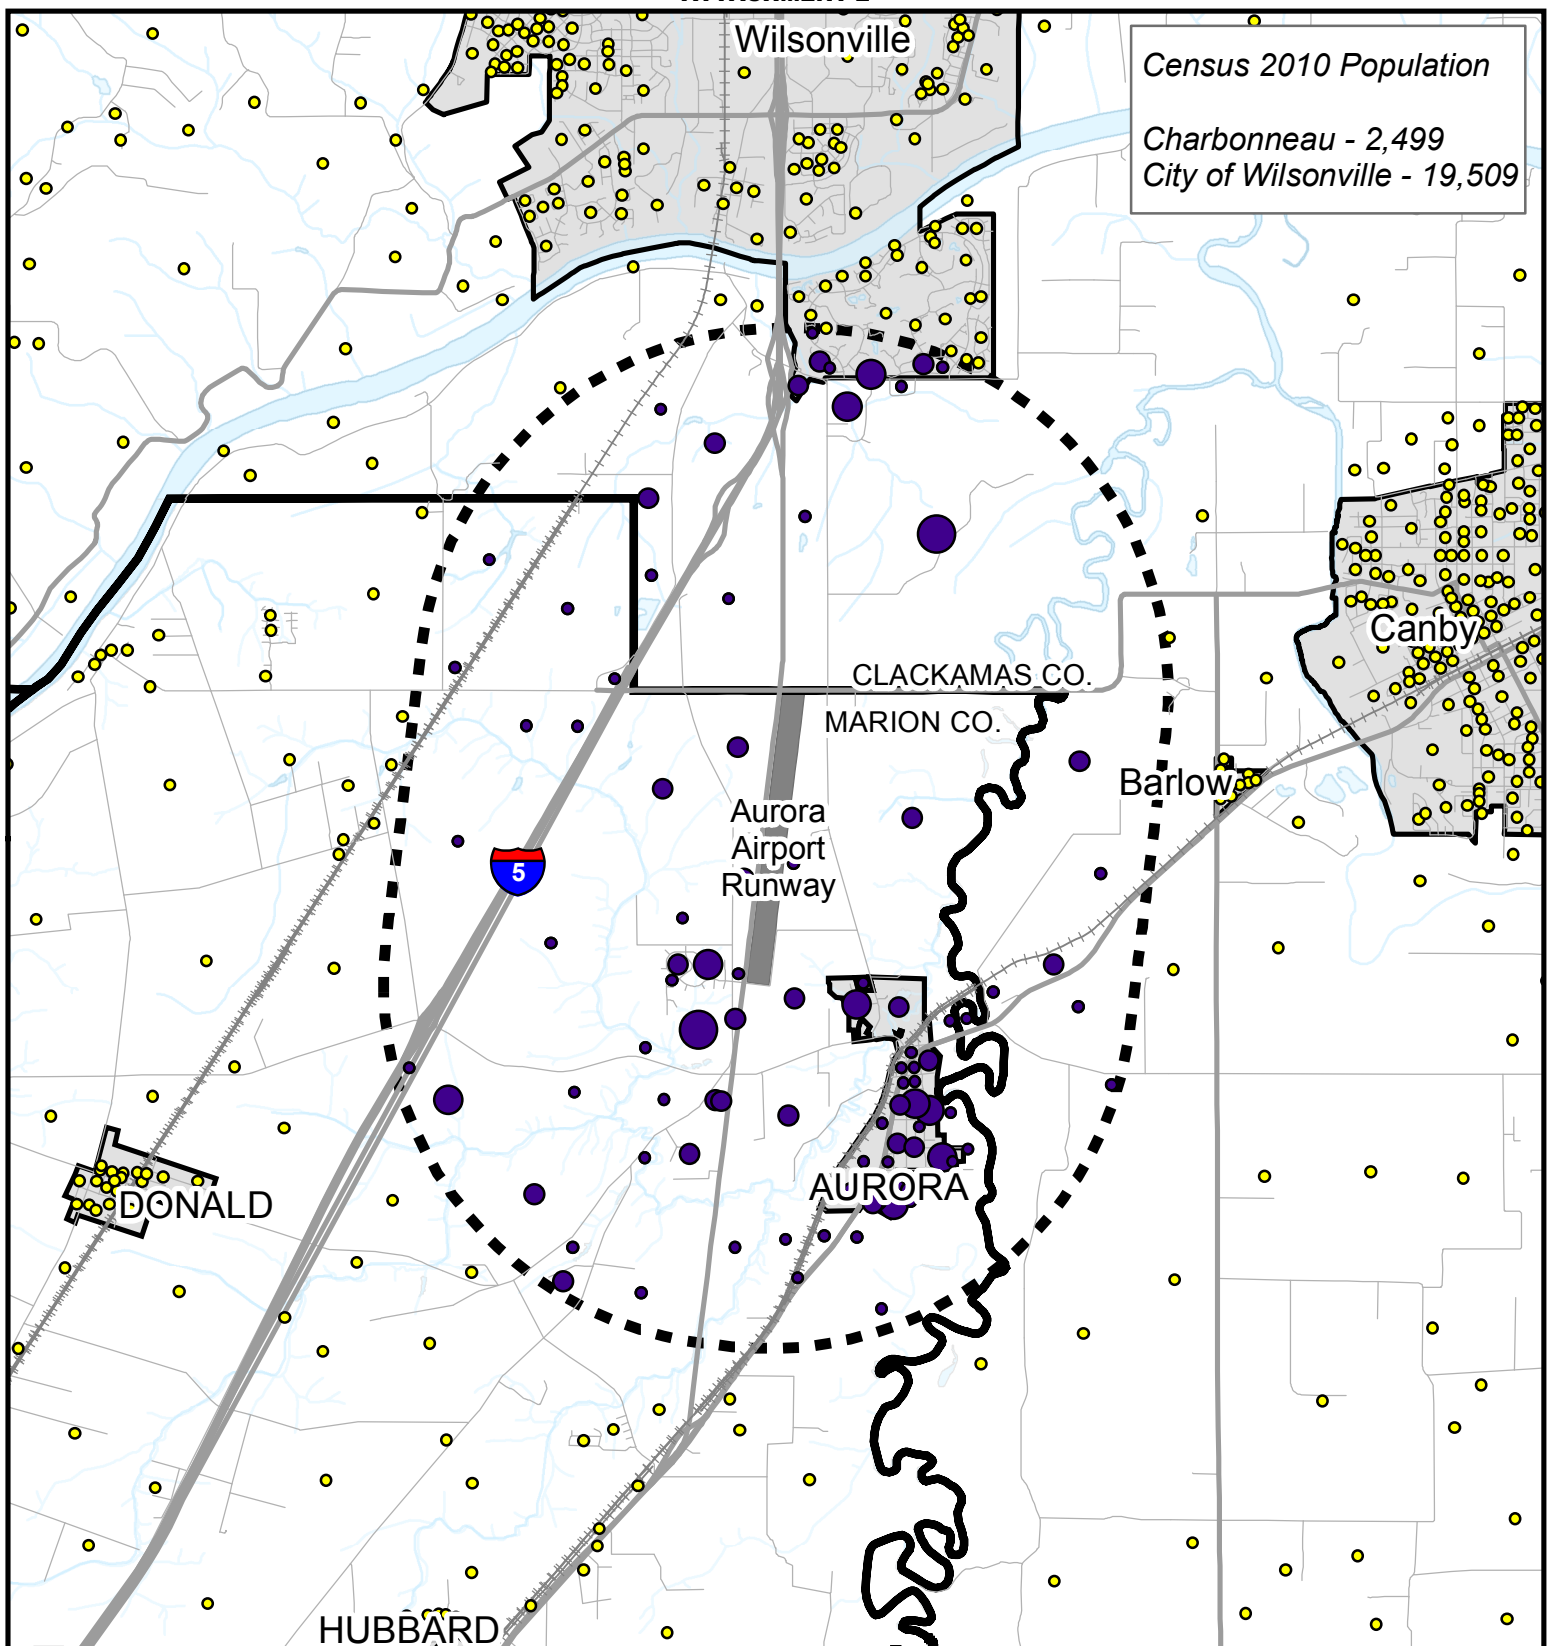 Wilsonville
Census 2010 Population
Charbonneau - 2,499
City of Wilsonville - 19,509
Canby
CLACKAMAS CO.
MARION CO.
Barlow
Aurora
Airport
Runway
5
DONALD
AURORA
HUBBARD